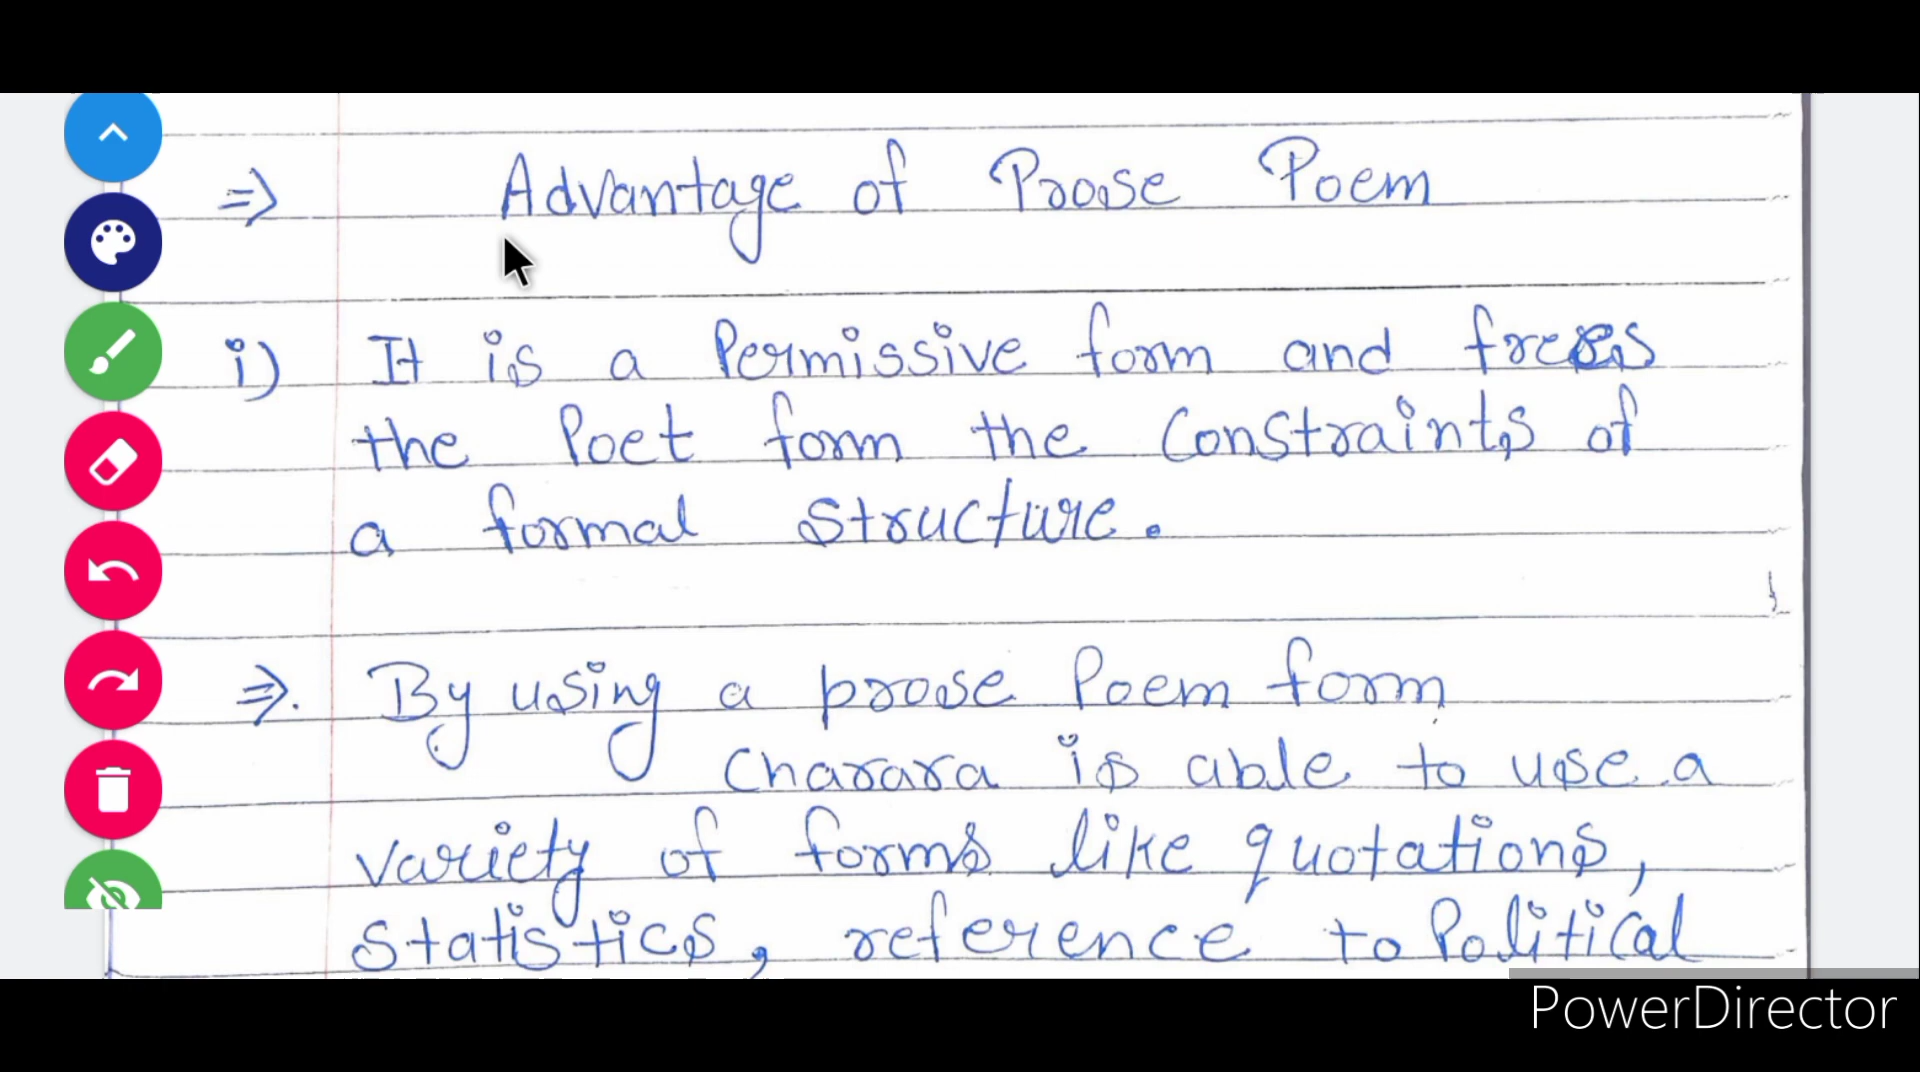 ⇒ Advantage of Prose Poem
i) It is a Permissive form and frees
the Poet form the Constraints of
a formal structure.
⇒. By using a prose Poem form
Charara is able to use a
variety of forms like quotations,
statistics, reference to Political
PowerDirector